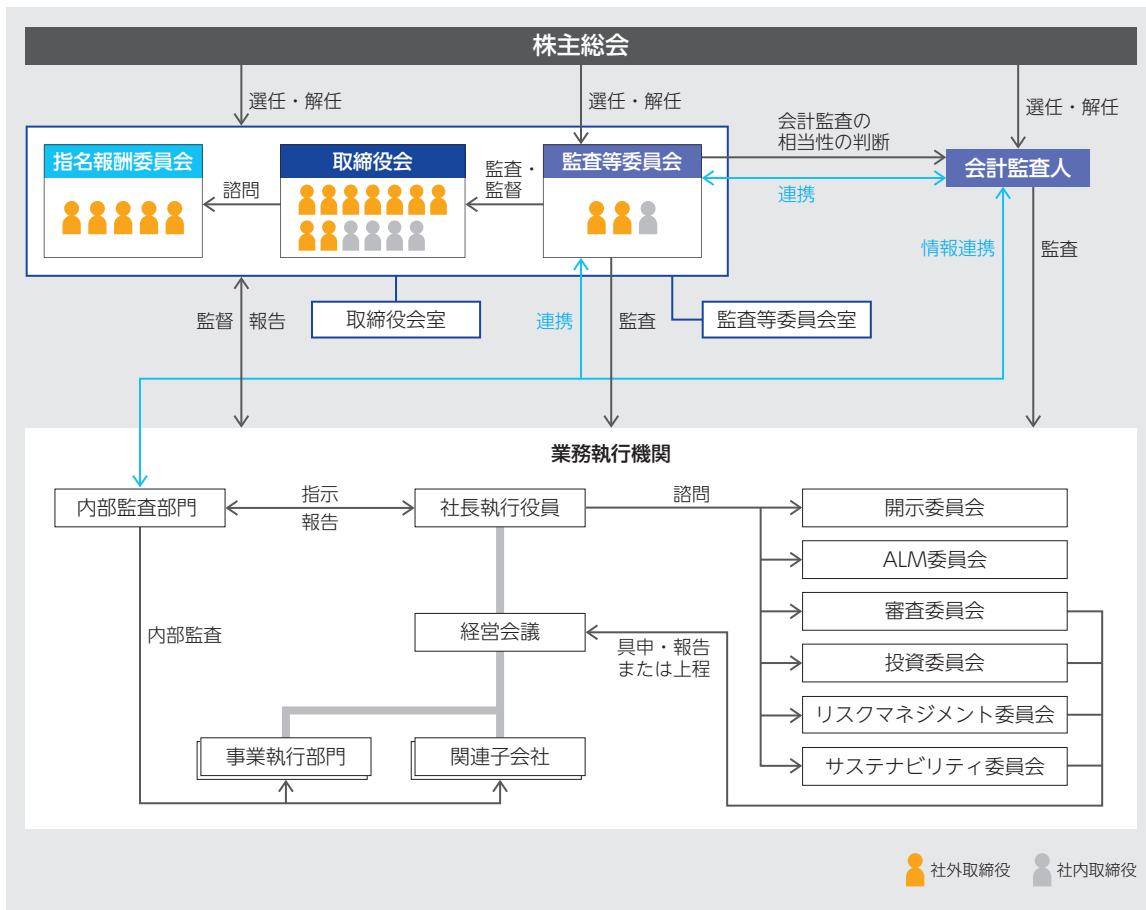 株主総会
選任・解任
選任・解任
選任・解任
指名報酬委員会
諮問
取締役会
監査・
監督
監査等委員会
会計監査の
相当性の判断
連携
会計監査人
監督
報告
取締役会室
連携
監査
監査等委員会室
情報連携
監査
業務執行機関
内部監査部門
指示
報告
社長執行役員
諮問
開示委員会
ALM委員会
審査委員会
投資委員会
リスクマネジメント委員会
サステナビリティ委員会
内部監査
経営会議
具申・報告
または上程
事業執行部門
関連子会社
社外取締役
社内取締役